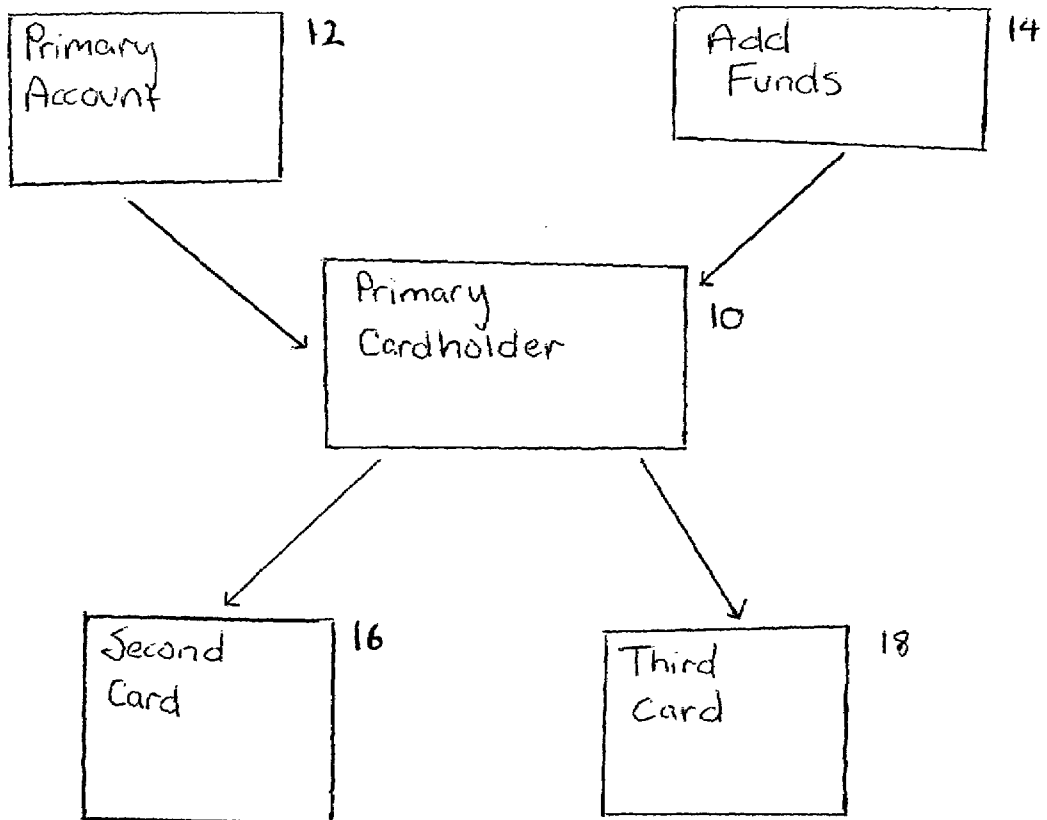 Primary
Account
12
Add
Funds
14
Primary
Cardholder
10
Second
Card
16
Third
Card
18